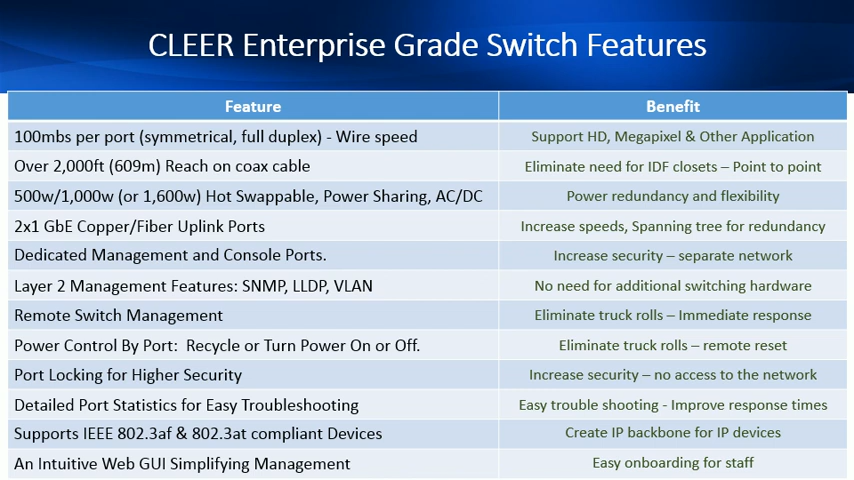 CLEER Enterprise Grade Switch Features
Feature Benefit
100mbs per port (symmetrical, full duplex) - Wire speed Support HD, Megapixel & Other Application
Over 2,000ft (609m) Reach on coax cable Eliminate need for IDF closets – Point to point
500w/1,000w (or 1,600w) Hot Swappable, Power Sharing, AC/DC Power redundancy and flexibility
2x1 GbE Copper/Fiber Uplink Ports Increase speeds, Spanning tree for redundancy
Dedicated Management and Console Ports. Increase security – separate network
Layer 2 Management Features: SNMP, LLDP, VLAN No need for additional switching hardware
Remote Switch Management Eliminate truck rolls – Immediate response
Power Control By Port: Recycle or Turn Power On or Off. Eliminate truck rolls – remote reset
Port Locking for Higher Security Increase security – no access to the network
Detailed Port Statistics for Easy Troubleshooting Easy trouble shooting - Improve response times
Supports IEEE 802.3af & 802.3at compliant Devices Create IP backbone for IP devices
An Intuitive Web GUI Simplifying Management Easy onboarding for staff